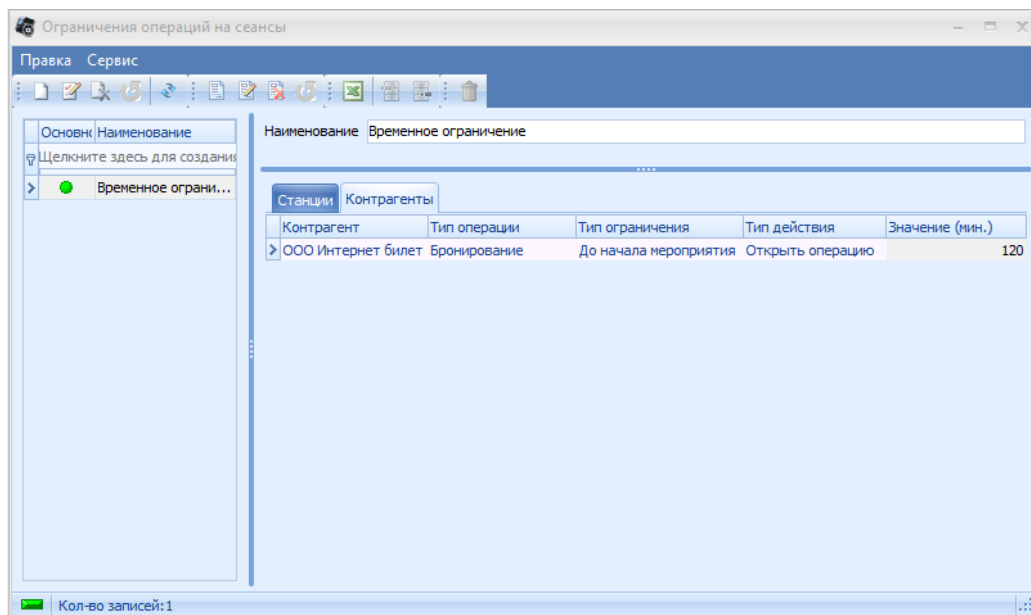 Ограничения операций на сеансы
Правка Сервис
Основнс Наименование
Щелкните здесь для создания
Временное ограни...
Наименование Временное ограничение
Станции Контрагенты
Контрагент Тип операции Тип ограничения Тип действия Значение (мин.)
ООО Интернет билет Бронирование До начала мероприятия Открыть операцию 120
Кол-во записей:1